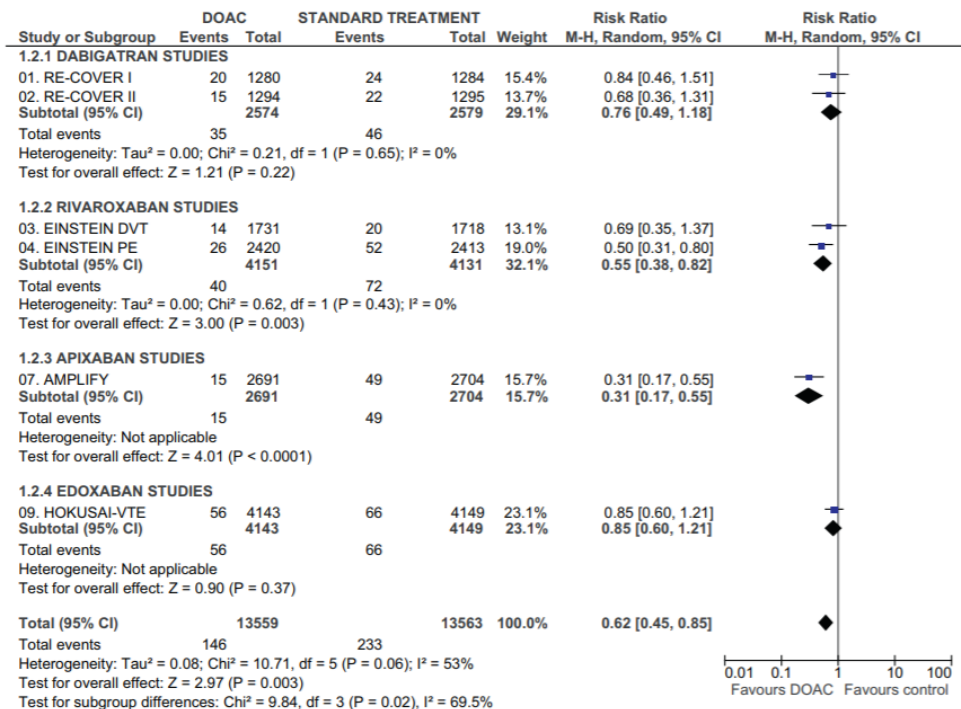 DOAC STANDARD TREATMENT Risk Ratio Risk Ratio
Study or Subgroup Events Total Events Total Weight M-H, Random, 95% CI M-H, Random, 95% CI
1.2.1 DABIGATRAN STUDIES
01. RE-COVER I 20 1280 24 1284 15.4% 0.84 [0.46, 1.51]
02. RE-COVER II 15 1294 22 1295 13.7% 0.68 [0.36, 1.31]
Subtotal (95% CI) 2574 2579 29.1% 0.76 [0.49, 1.18]
Total events 35 46
Heterogeneity: Tau² = 0.00; Chi² = 0.21, df = 1 (P = 0.65); I² = 0%
Test for overall effect: Z = 1.21 (P = 0.22)
1.2.2 RIVAROXABAN STUDIES
03. EINSTEIN DVT 14 1731 20 1718 13.1% 0.69 [0.35, 1.37]
04. EINSTEIN PE 26 2420 52 2413 19.0% 0.50 [0.31, 0.80]
Subtotal (95% CI) 4151 4131 32.1% 0.55 [0.38, 0.82]
Total events 40 72
Heterogeneity: Tau² = 0.00; Chi² = 0.62, df = 1 (P = 0.43); I² = 0%
Test for overall effect: Z = 3.00 (P = 0.003)
1.2.3 APIXABAN STUDIES
07. AMPLIFY 15 2691 49 2704 15.7% 0.31 [0.17, 0.55]
Subtotal (95% CI) 2691 2704 15.7% 0.31 [0.17, 0.55]
Total events 15 49
Heterogeneity: Not applicable
Test for overall effect: Z = 4.01 (P < 0.0001)
1.2.4 EDOXABAN STUDIES
09. HOKUSAI-VTE 56 4143 66 4149 23.1% 0.85 [0.60, 1.21]
Subtotal (95% CI) 4143 4149 23.1% 0.85 [0.60, 1.21]
Total events 56 66
Heterogeneity: Not applicable
Test for overall effect: Z = 0.90 (P = 0.37)
Total (95% CI) 13559 13563 100.0% 0.62 [0.45, 0.85]
Total events 146 233
Heterogeneity: Tau² = 0.08; Chi² = 10.71, df = 5 (P = 0.06); I² = 53%
Test for overall effect: Z = 2.97 (P = 0.003)
Test for subgroup differences: Chi² = 9.84, df = 3 (P = 0.02), I² = 69.5%
0.01 0.1 1 10 100
Favours DOAC Favours control